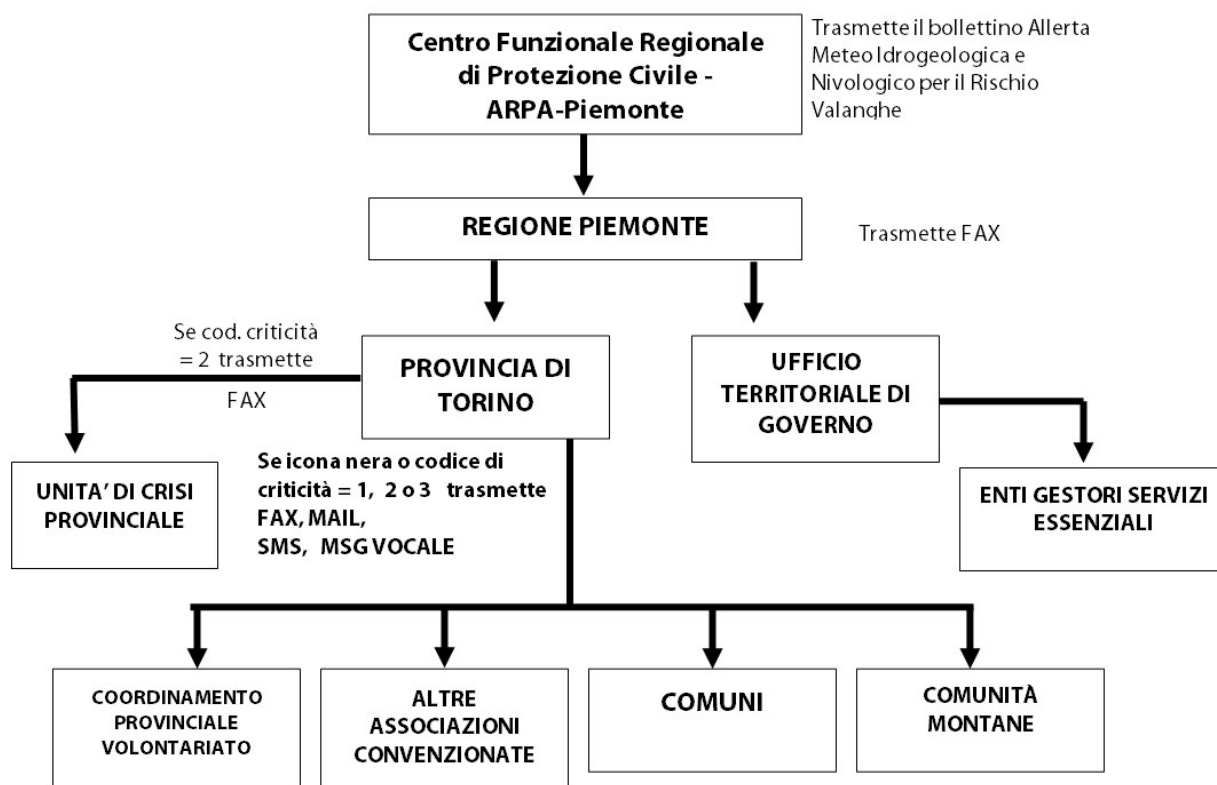 Centro Funzionale Regionale
di Protezione Civile -
ARPA-Piemonte
Trasmette il bollettino Allerta
Meteo Idrogeologica e
Nivologico per il Rischio
Valanghe
REGIONE PIEMONTE
Trasmette FAX
Se cod. criticità
= 2 trasmette
FAX
PROVINCIA DI
TORINO
UFFICIO
TERRITORIALE DI
GOVERNO
UNITA’ DI CRISI
PROVINCIALE
Se icona nera o codice di
criticità = 1, 2 o 3 trasmette
FAX, MAIL,
SMS, MSG VOCALE
ENTI GESTORI SERVIZI
ESSENZIALI
COORDINAMENTO
PROVINCIALE
VOLONTARIATO
ALTRE
ASSOCIAZIONI
CONVENZIONATE
COMUNI
COMUNITÀ
MONTANE